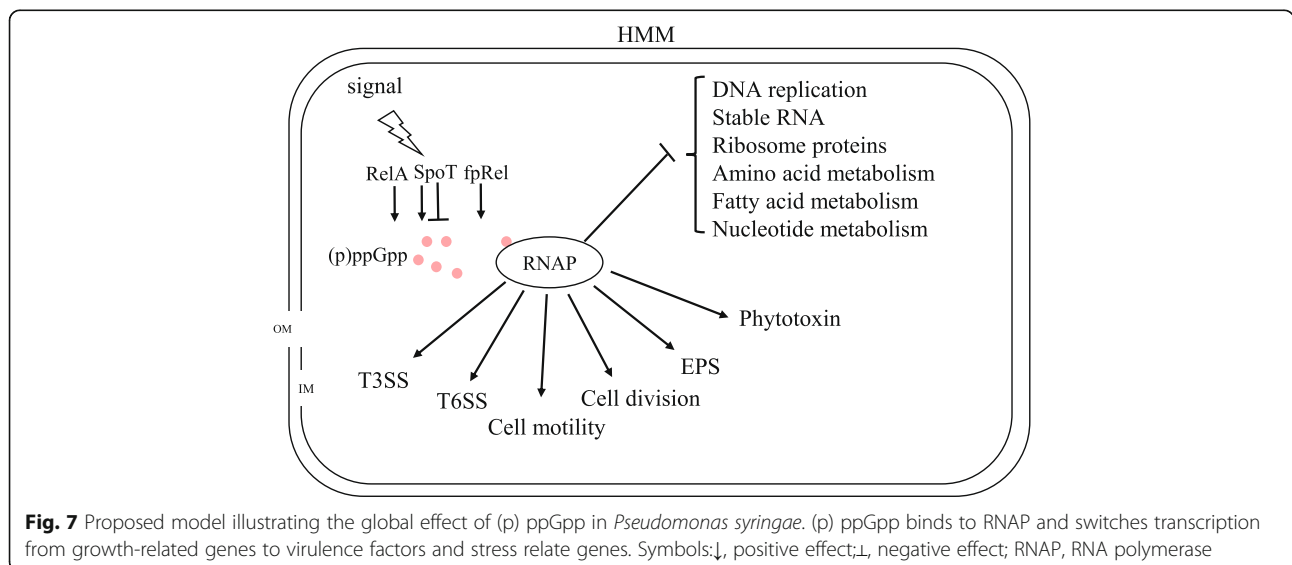 HMM
signal
RelA SpoT fpRel
(p)ppGpp
RNAP
DNA replication
Stable RNA
Ribosome proteins
Amino acid metabolism
Fatty acid metabolism
Nucleotide metabolism
OM
IM
T3SS
T6SS
Cell motility
Cell division
EPS
Phytotoxin
Fig. 7 Proposed model illustrating the global effect of (p) ppGpp in Pseudomonas syringae. (p) ppGpp binds to RNAP and switches transcription
from growth-related genes to virulence factors and stress relate genes. Symbols:↓, positive effect;⊥, negative effect; RNAP, RNA polymerase